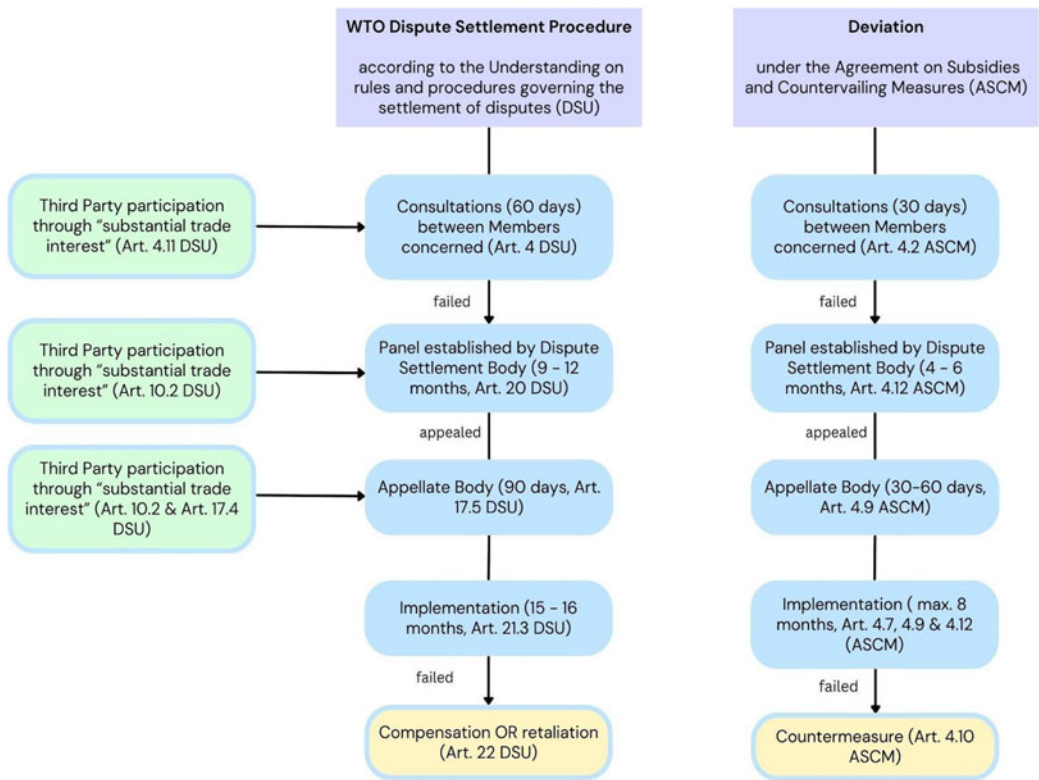 WTO Dispute Settlement Procedure
according to the Understanding on
rules and procedures governing the
settlement of disputes (DSU)
Deviation
under the Agreement on Subsidies
and Countervailing Measures (ASCM)
Third Party participation
through “substantial trade
interest” (Art. 4.11 DSU)
Consultations (60 days)
between Members
concerned (Art. 4 DSU)
Consultations (30 days)
between Members
concerned (Art. 4.2 ASCM)
failed
failed
Third Party participation
through “substantial trade
interest” (Art. 10.2 DSU)
Panel established by Dispute
Settlement Body (9 - 12
months, Art. 20 DSU)
Panel established by Dispute
Settlement Body (4 - 6
months, Art. 4.12 ASCM)
appealed
appealed
Third Party participation
through “substantial trade
interest” (Art. 10.2 & Art. 17.4
DSU)
Appellate Body (90 days, Art.
17.5 DSU)
Appellate Body (30-60 days,
Art. 4.9 ASCM)
Implementation (15 - 16
months, Art. 21.3 DSU)
Implementation ( max. 8
months, Art. 4.7, 4.9 & 4.12
(ASCM)
failed
failed
Compensation OR retaliation
(Art. 22 DSU)
Countermeasure (Art. 4.10
ASCM)